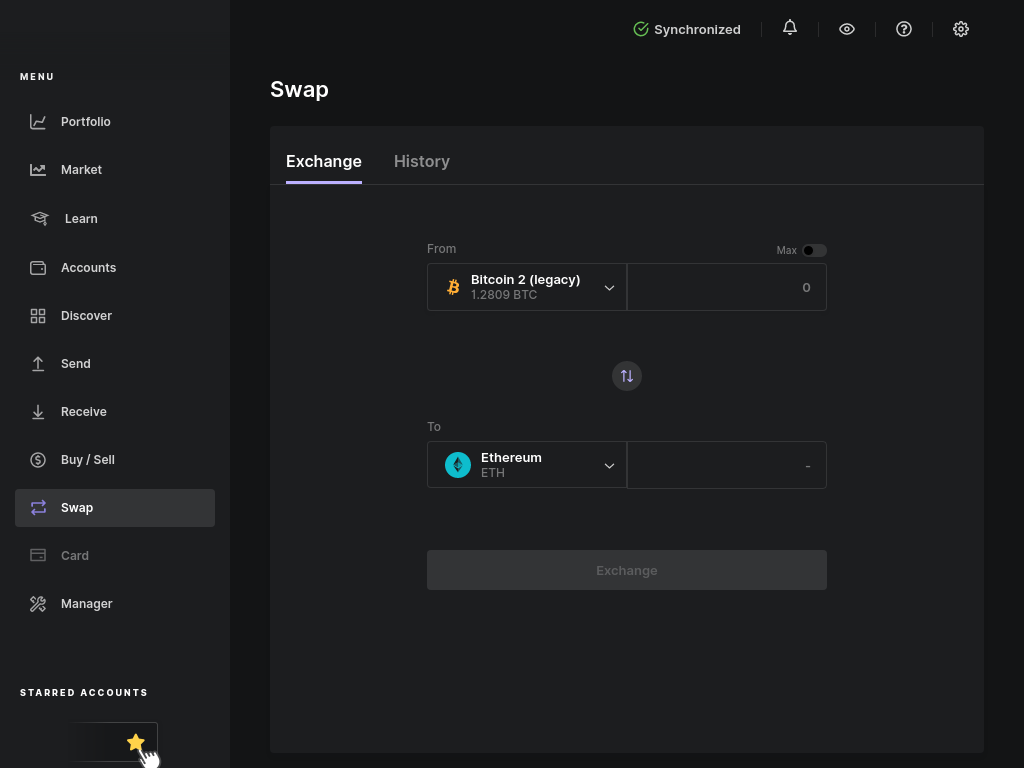 Synchronized
MENU
Portfolio
Market
Learn
Accounts
Discover
Send
Receive
Buy / Sell
Swap
Card
Manager
STARRED ACCOUNTS
Swap
Exchange
History
From
Max
Bitcoin 2 (legacy)
1.2809 BTC
0
To
Ethereum
ETH
-
Exchange